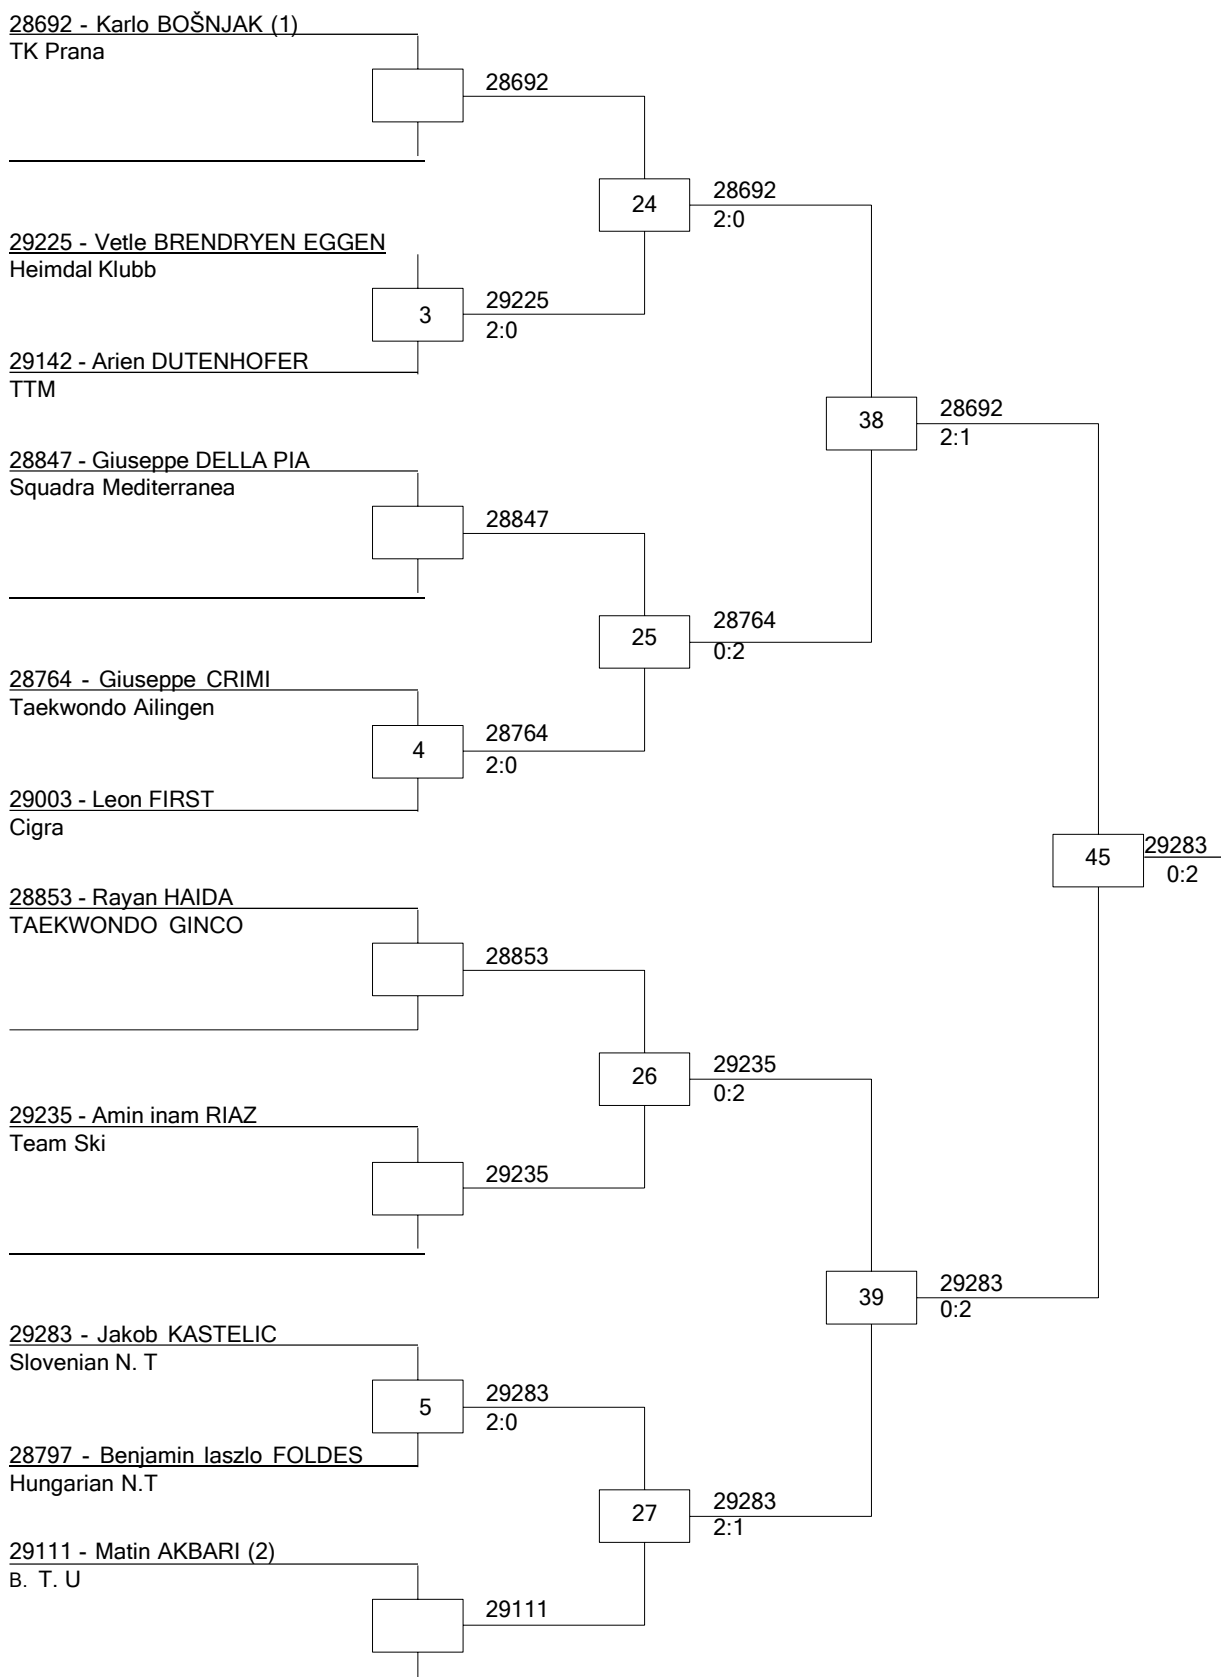 28692 - Karlo BOŠNJAK (1)
TK Prana
28692
24
28692
2:0
29225 - Vetle BRENDRYEN EGGEN
Heimdal Klubb
3
29225
2:0
29142 - Arien DUTENHOFER
TTM
38
28692
2:1
28847 - Giuseppe DELLA PIA
Squadra Mediterranea
28847
25
28764
0:2
28764 - Giuseppe CRIMI
Taekwondo Ailingen
4
28764
2:0
29003 - Leon FIRST
Cigra
45
29283
0:2
28853 - Rayan HAIDA
TAEKWONDO GINCO
28853
26
29235
0:2
29235 - Amin inam RIAZ
Team Ski
29235
39
29283
0:2
29283 - Jakob KASTELIC
Slovenian N. T
5
29283
2:0
28797 - Benjamin laszlo FOLDES
Hungarian N.T
27
29283
2:1
29111 - Matin AKBARI (2)
B. T. U
29111